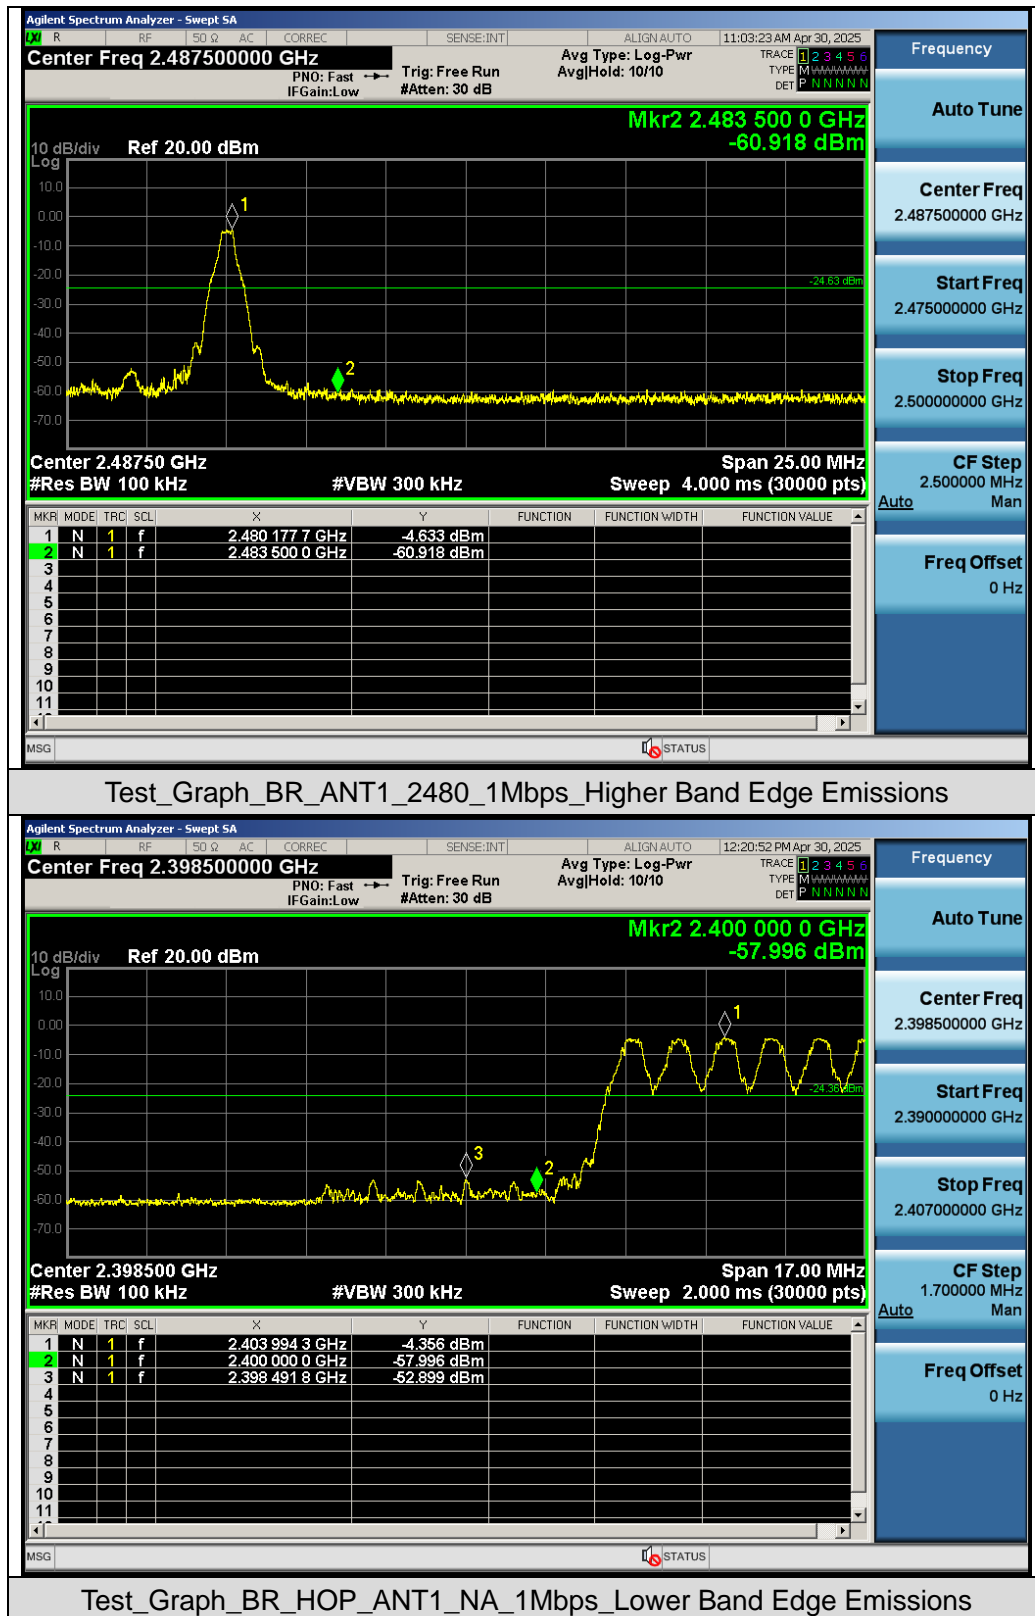 Agilent Spectrum Analyzer - Swept SA
LXI R RF 50 Ω AC CORREC SENSE:INT ALIGN AUTO 11:03:23 AM Apr 30, 2025
Center Freq 2.487500000 GHz
PNO: Fast
IFGain:Low
Trig: Free Run
#Atten: 30 dB
Avg Type: Log-Pwr
Avg|Hold: 10/10
TRACE 1 2 3 4 5 6
TYPE M
DET P N N N N N
Mkr2 2.483 500 0 GHz
-60.918 dBm
10 dB/div Ref 20.00 dBm
Log
10.0
0.00
-10.0
-20.0
-30.0
-40.0
-50.0
-60.0
-70.0
1
2
-24.63 dBm
Center 2.48750 GHz Span 25.00 MHz
#Res BW 100 kHz #VBW 300 kHz Sweep 4.000 ms (30000 pts)
MKR MODE TRC SCL X Y FUNCTION FUNCTION WIDTH FUNCTION VALUE
1 N 1 f 2.480 177 7 GHz -4.633 dBm
2 N 1 f 2.483 500 0 GHz -60.918 dBm
3
4
5
6
7
8
9
10
11
MSG STATUS
Frequency
Auto Tune
Center Freq
2.487500000 GHz
Start Freq
2.475000000 GHz
Stop Freq
2.500000000 GHz
CF Step
2.500000 MHz
Auto Man
Freq Offset
0 Hz
Test_Graph_BR_ANT1_2480_1Mbps_Higher Band Edge Emissions
Agilent Spectrum Analyzer - Swept SA
LXI R RF 50 Ω AC CORREC SENSE:INT ALIGN AUTO 12:20:52 PM Apr 30, 2025
Center Freq 2.398500000 GHz
PNO: Fast
IFGain:Low
Trig: Free Run
#Atten: 30 dB
Avg Type: Log-Pwr
Avg|Hold: 10/10
TRACE 1 2 3 4 5 6
TYPE M
DET P N N N N N
Mkr2 2.400 000 0 GHz
-57.996 dBm
10 dB/div Ref 20.00 dBm
Log
10.0
0.00
-10.0
-20.0
-30.0
-40.0
-50.0
-60.0
-70.0
1
2
3
-24.36 dBm
Center 2.398500 GHz Span 17.00 MHz
#Res BW 100 kHz #VBW 300 kHz Sweep 2.000 ms (30000 pts)
MKR MODE TRC SCL X Y FUNCTION FUNCTION WIDTH FUNCTION VALUE
1 N 1 f 2.403 994 3 GHz -4.356 dBm
2 N 1 f 2.400 000 0 GHz -57.996 dBm
3 N 1 f 2.398 491 8 GHz -52.899 dBm
4
5
6
7
8
9
10
11
MSG STATUS
Frequency
Auto Tune
Center Freq
2.398500000 GHz
Start Freq
2.390000000 GHz
Stop Freq
2.407000000 GHz
CF Step
1.700000 MHz
Auto Man
Freq Offset
0 Hz
Test_Graph_BR_HOP_ANT1_NA_1Mbps_Lower Band Edge Emissions